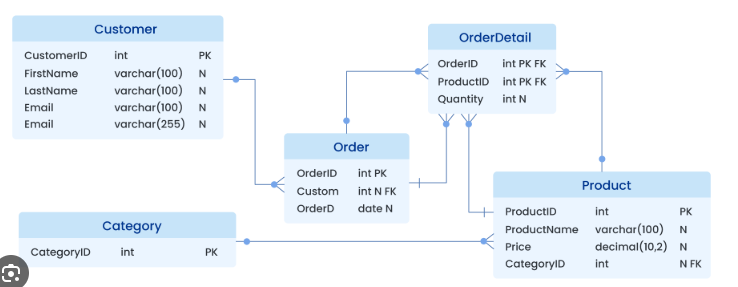 Customer
CustomerID int PK
FirstName varchar(100) N
LastName varchar(100) N
Email varchar(100) N
Email varchar(255) N
OrderDetail
OrderID int PK FK
ProductID int PK FK
Quantity int N
Order
OrderID int PK
Custom int N FK
OrderD date N
Product
ProductID int PK
ProductName varchar(100) N
Price decimal(10,2) N
CategoryID int N FK
Category
CategoryID int PK